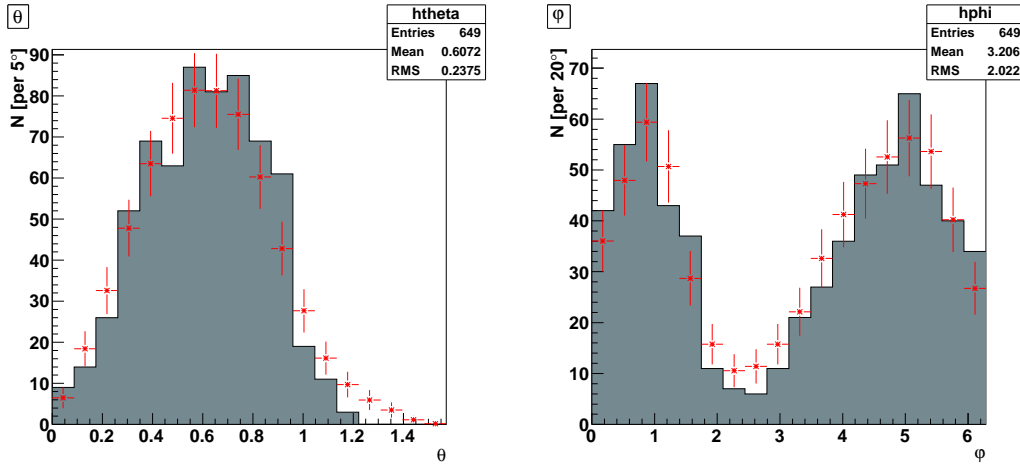 θ
htheta
Entries 649
Mean 0.6072
RMS 0.2375
N [per 5°]
90
80
70
60
50
40
30
20
10
0
0 0.2 0.4 0.6 0.8 1 1.2 1.4
θ
φ
hphi
Entries 649
Mean 3.206
RMS 2.022
N [per 20°]
70
60
50
40
30
20
10
0
0 1 2 3 4 5 6
φ